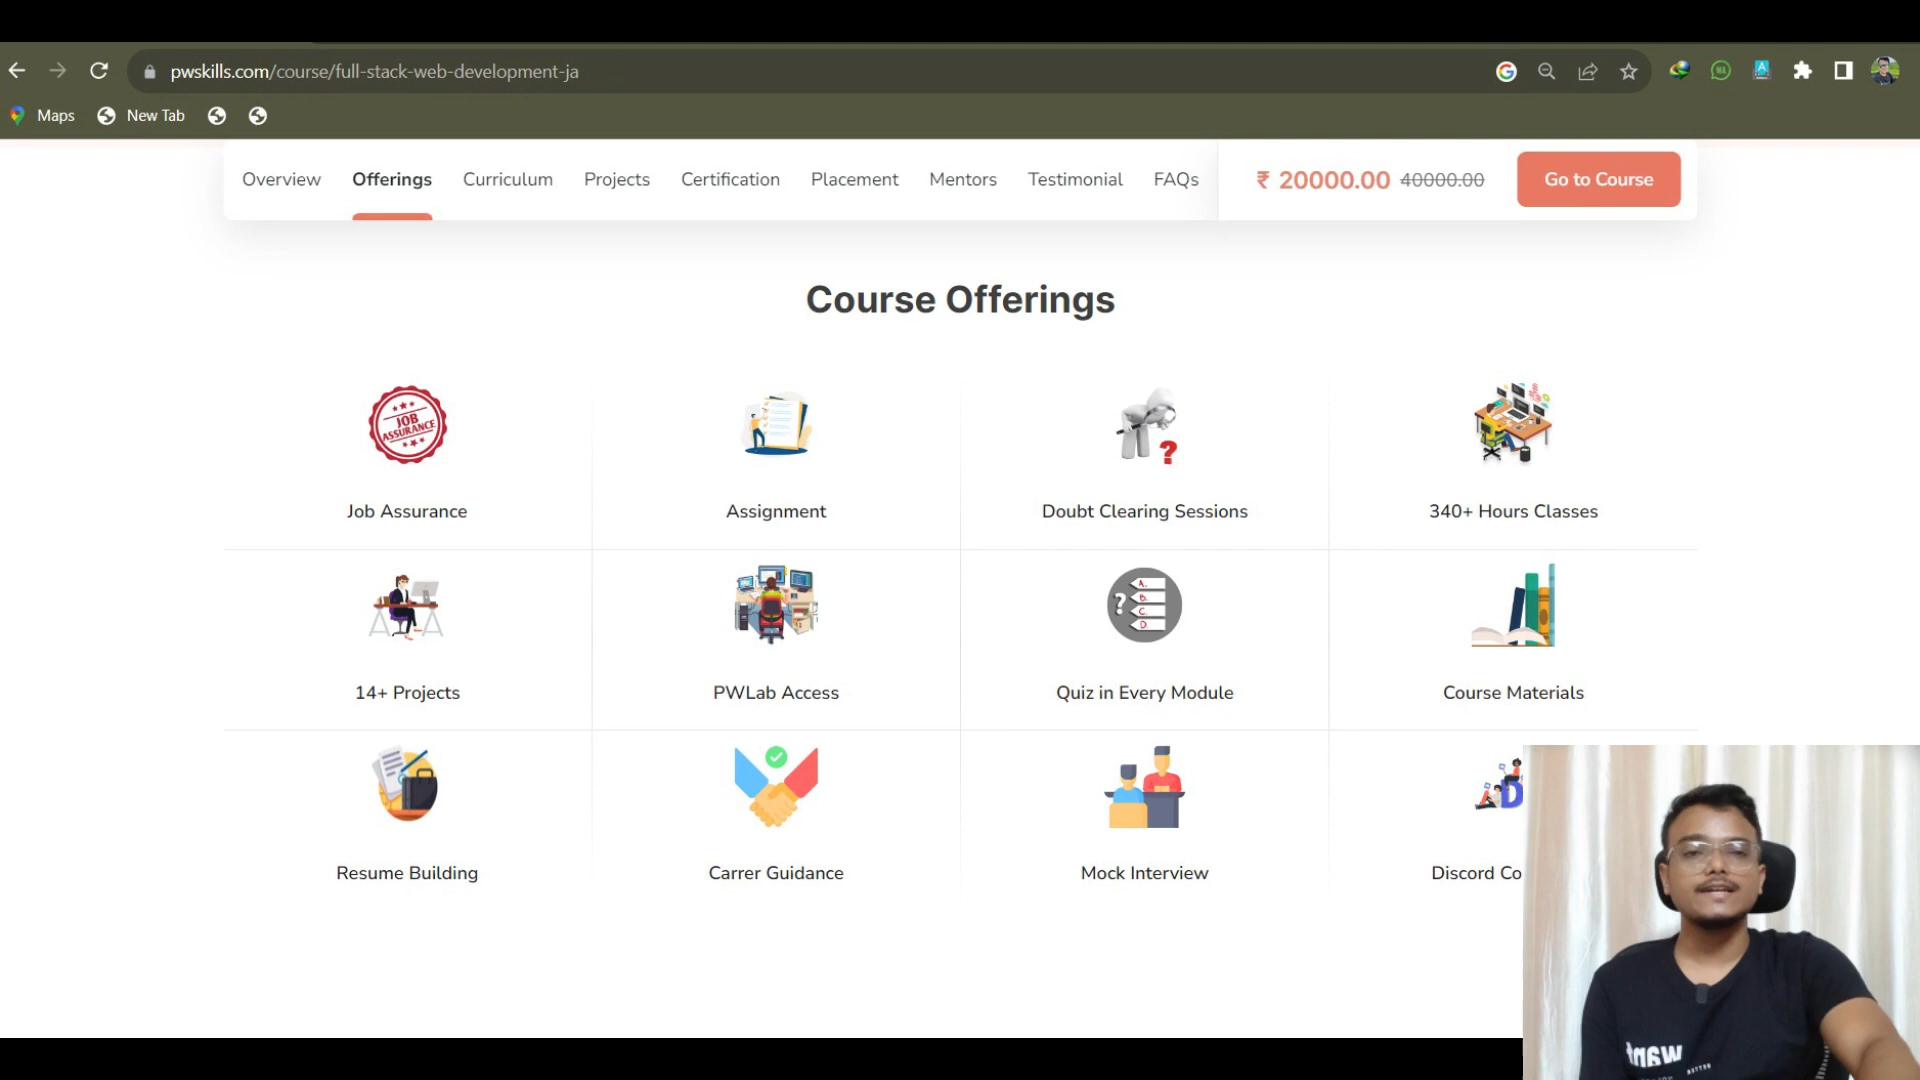 pwskills.com/course/full-stack-web-development-ja
Maps New Tab
Overview Offerings Curriculum Projects Certification Placement Mentors Testimonial FAQs ₹ 20000.00 40000.00 Go to Course
Course Offerings
JOB
ASSURANCE
?
Job Assurance Assignment Doubt Clearing Sessions 340+ Hours Classes
?
A.
B.
C.
D.
14+ Projects PWLab Access Quiz in Every Module Course Materials
D
Resume Building Carrer Guidance Mock Interview Discord Co
want